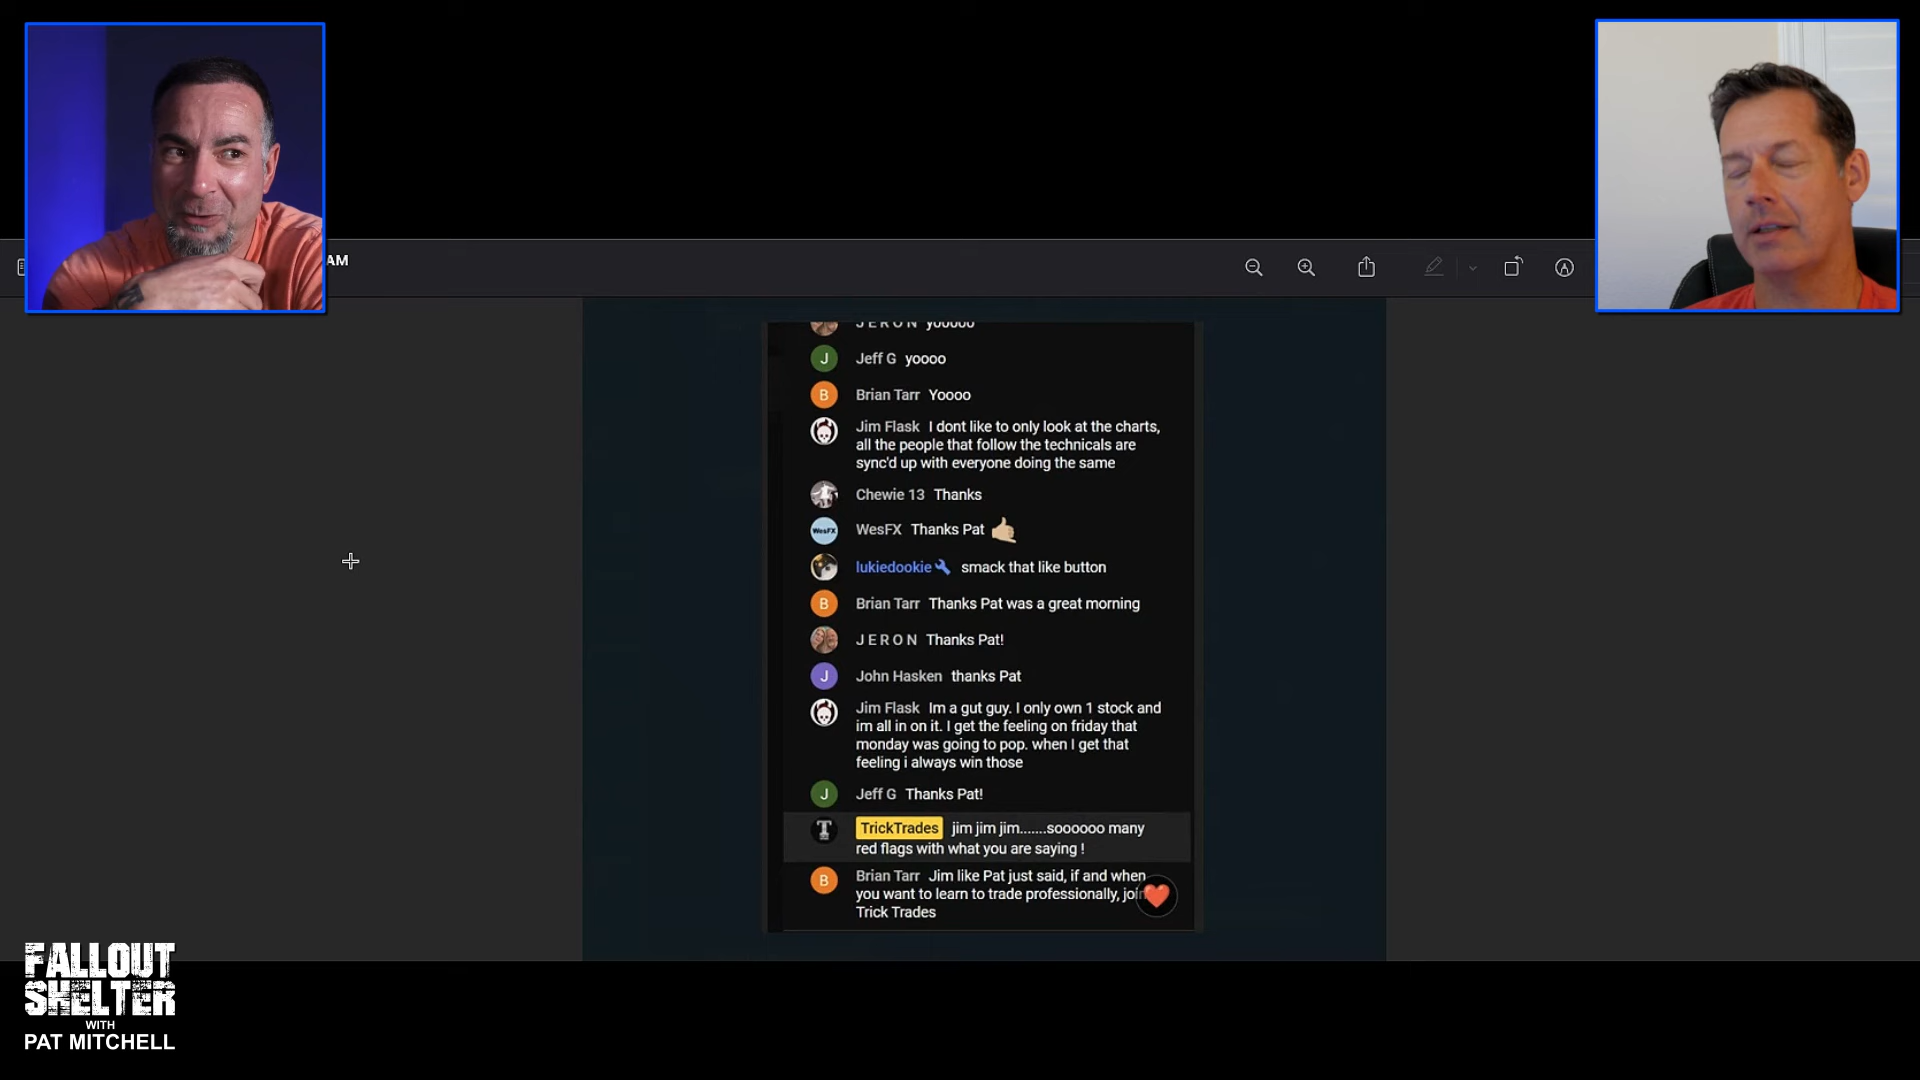 AM
J E R O N yooooo
J
Jeff G yoooo
B
Brian Tarr Yoooo
Jim Flask I dont like to only look at the charts,
all the people that follow the technicals are
sync'd up with everyone doing the same
Chewie 13 Thanks
WesFX
WesFX Thanks Pat
lukiedookie smack that like button
B
Brian Tarr Thanks Pat was a great morning
J E R O N Thanks Pat!
J
John Hasken thanks Pat
Jim Flask Im a gut guy. I only own 1 stock and
im all in on it. I get the feeling on friday that
monday was going to pop. when I get that
feeling i always win those
J
Jeff G Thanks Pat!
T
TrickTrades jim jim jim.......soooooo many
red flags with what you are saying !
B
Brian Tarr Jim like Pat just said, if and when
you want to learn to trade professionally, join
Trick Trades
FALLOUT
SHELTER
WITH
PAT MITCHELL